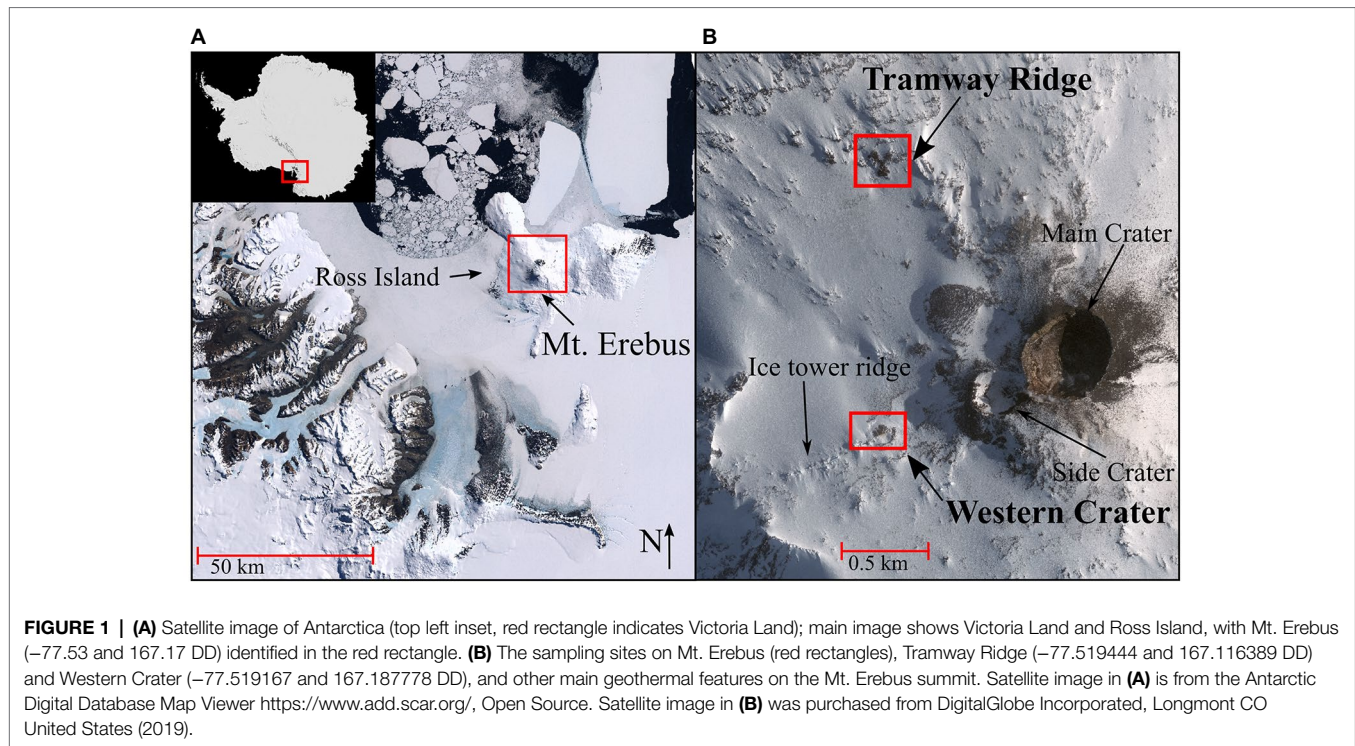 A
B
Tramway Ridge
Main Crater
Ross Island
Mt. Erebus
Ice tower ridge
Side Crater
Western Crater
N
50 km
0.5 km
FIGURE 1 | (A) Satellite image of Antarctica (top left inset, red rectangle indicates Victoria Land); main image shows Victoria Land and Ross Island, with Mt. Erebus
(−77.53 and 167.17 DD) identified in the red rectangle. (B) The sampling sites on Mt. Erebus (red rectangles), Tramway Ridge (−77.519444 and 167.116389 DD)
and Western Crater (−77.519167 and 167.187778 DD), and other main geothermal features on the Mt. Erebus summit. Satellite image in (A) is from the Antarctic
Digital Database Map Viewer https://www.add.scar.org/, Open Source. Satellite image in (B) was purchased from DigitalGlobe Incorporated, Longmont CO
United States (2019).